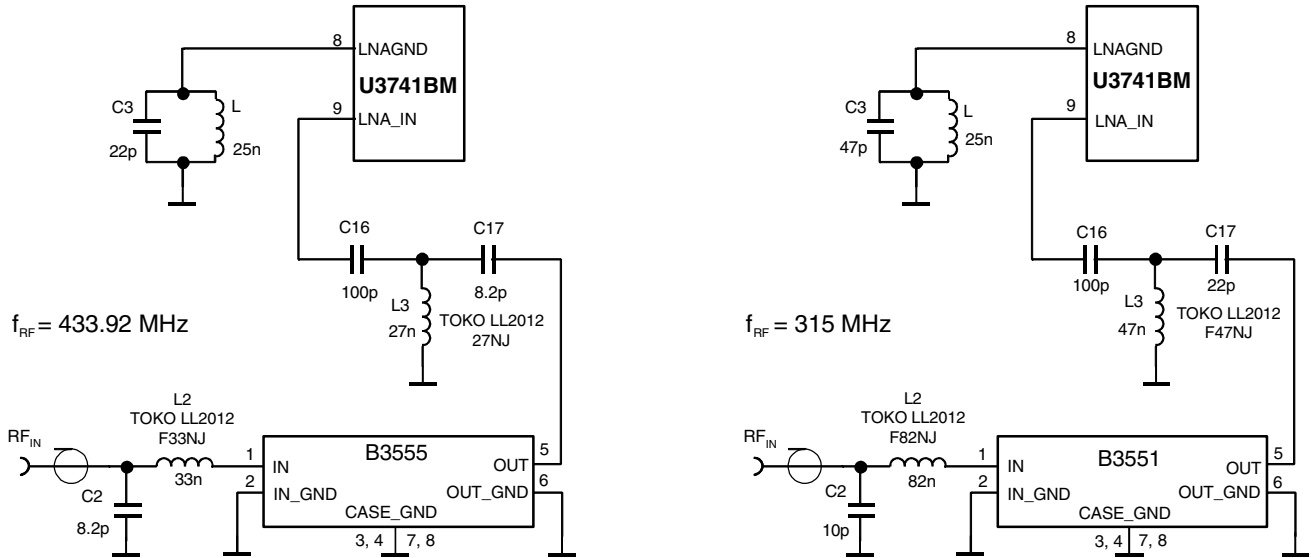 8
LNAGND
U3741BM
C3
L
9
LNA_IN
22p
25n
C16
C17
100p
8.2p
L3
27n
TOKO LL2012
27NJ
f_RF = 433.92 MHz
L2
TOKO LL2012
F33NJ
33n
RF_IN
C2
8.2p
1
IN
B3555
5
OUT
2
IN_GND
6
OUT_GND
CASE_GND
3, 4
7, 8
8
LNAGND
U3741BM
C3
L
9
LNA_IN
47p
25n
C16
C17
100p
22p
L3
47n
TOKO LL2012
F47NJ
f_RF = 315 MHz
L2
TOKO LL2012
F82NJ
82n
RF_IN
C2
10p
1
IN
B3551
5
OUT
2
IN_GND
6
OUT_GND
CASE_GND
3, 4
7, 8